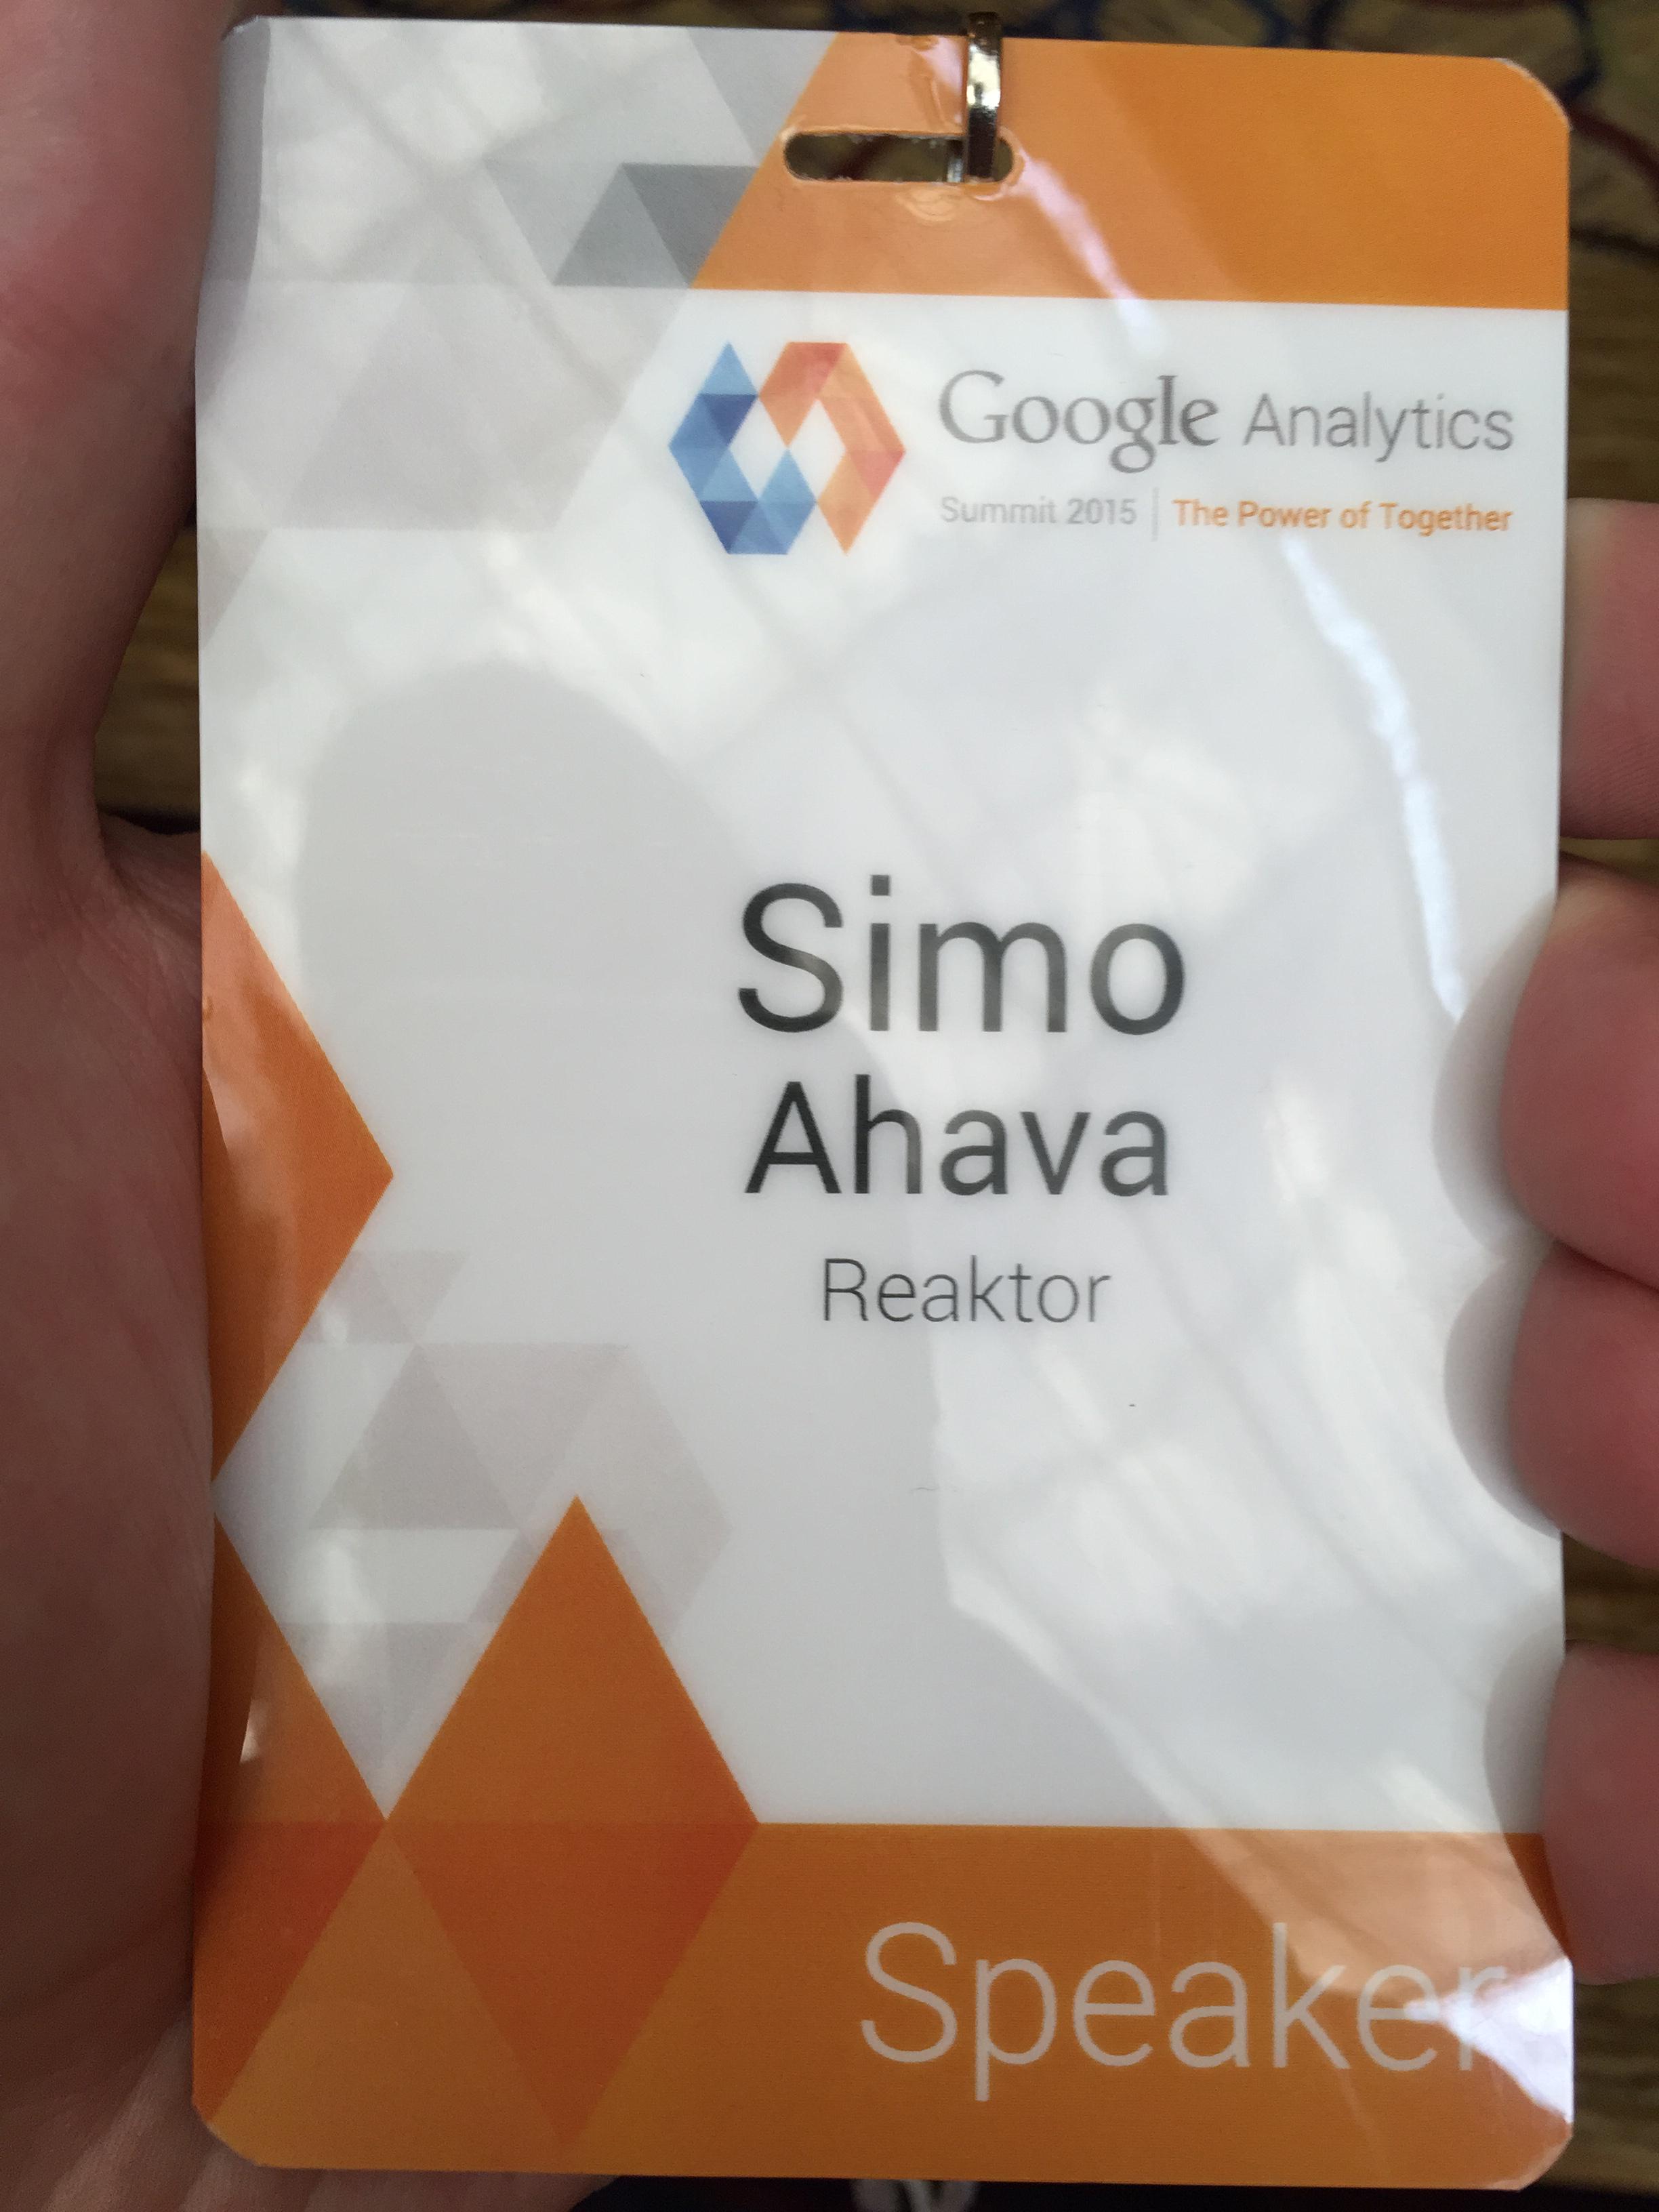 Google Analytics
Summit 2015 | The Power of Together
Simo
Ahava
Reaktor
Speaker